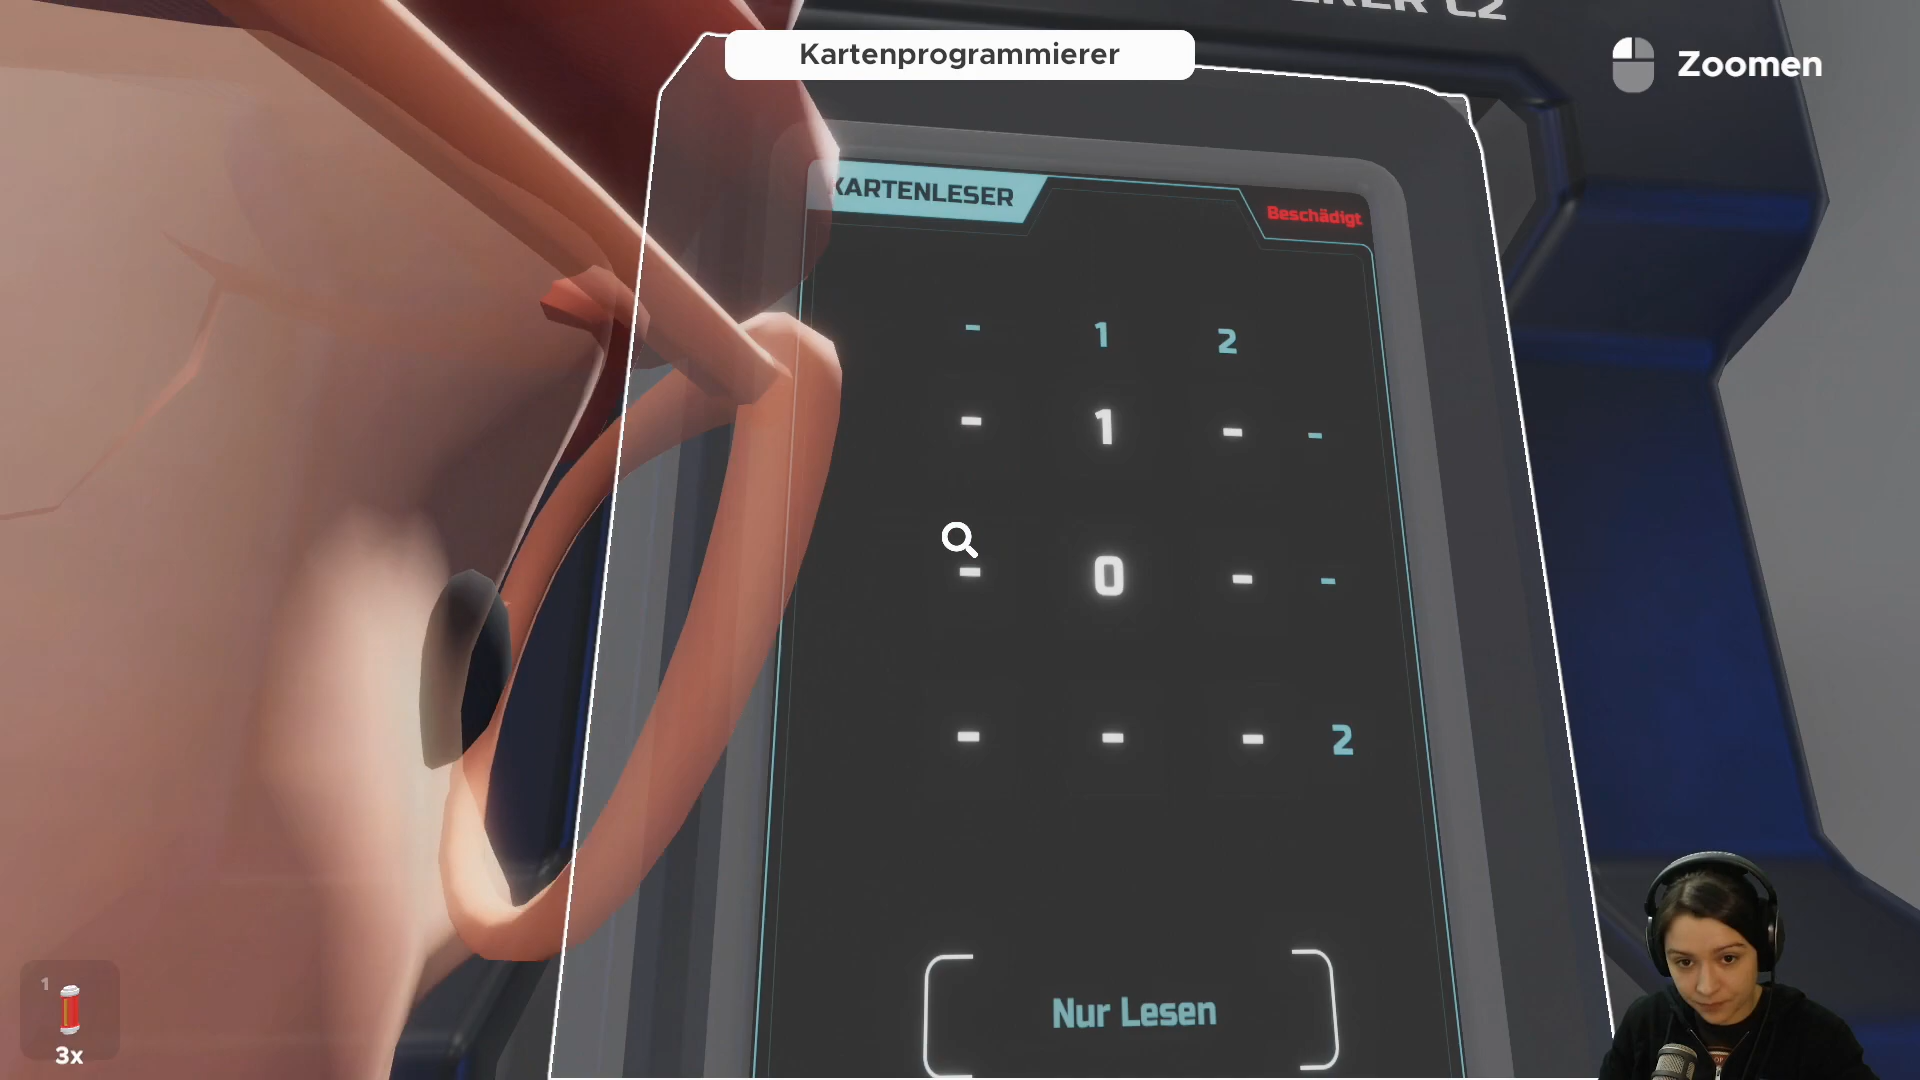 Kartenprogrammierer
Zoomen
KARTENLESER
Beschädigt
- 1 2
- 1 - -
- 0 - -
- - - 2
Nur Lesen
1
3x